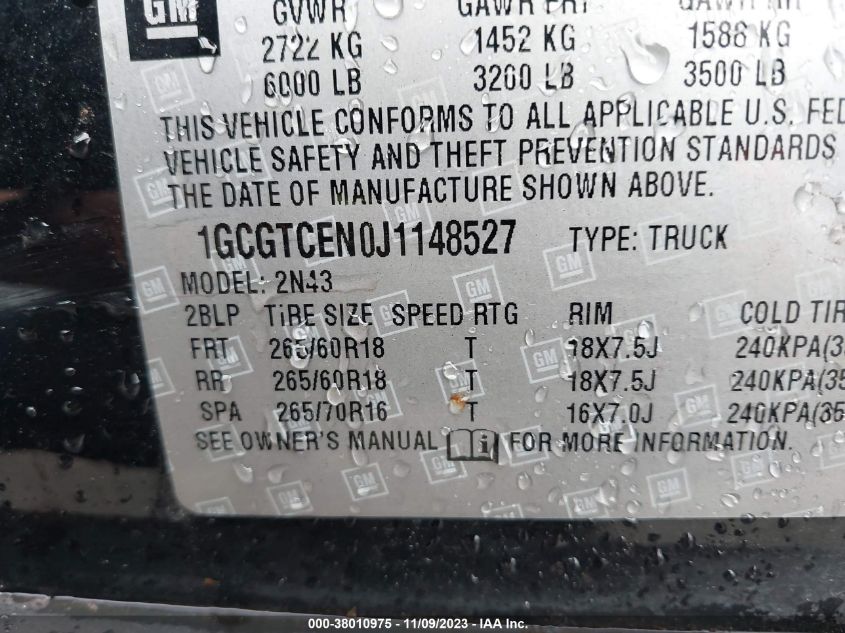 GM GVWR GAWR FRT GAWR RR
2722 KG 1452 KG 1588 KG
6000 LB 3200 LB 3500 LB
THIS VEHICLE CONFORMS TO ALL APPLICABLE U.S. FED
VEHICLE SAFETY AND THEFT PREVENTION STANDARDS
THE DATE OF MANUFACTURE SHOWN ABOVE.
1GCGTCEN0J1148527 TYPE: TRUCK
MODEL: 2N43
2BLP TIRE SIZE SPEED RTG RIM COLD TIR
FRT 265/60R18 T 18X7.5J 240KPA(3
RR 265/60R18 T 18X7.5J 240KPA(35
SPA 265/70R16 T 16X7.0J 240KPA(35
SEE OWNER'S MANUAL i FOR MORE INFORMATION.
000-38010975 - 11/09/2023 - IAA Inc.